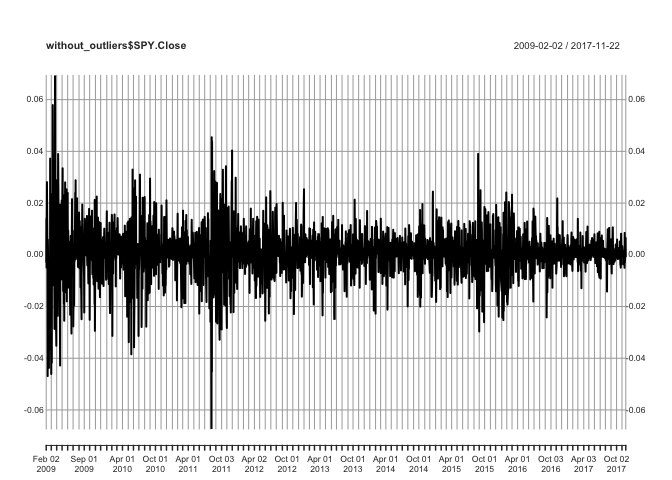 without_outliers$SPY.Close 2009-02-02 / 2017-11-22
0.06 0.06
0.04 0.04
0.02 0.02
0.00 0.00
-0.02 -0.02
-0.04 -0.04
-0.06 -0.06
Feb 02 Sep 01 Apr 01 Oct 01 Apr 01 Oct 03 Apr 02 Oct 01 Apr 01 Oct 01 Apr 01 Oct 01 Apr 01 Oct 01 Apr 01 Oct 03 Apr 03 Oct 02
2009 2009 2010 2010 2011 2011 2012 2012 2013 2013 2014 2014 2015 2015 2016 2016 2017 2017